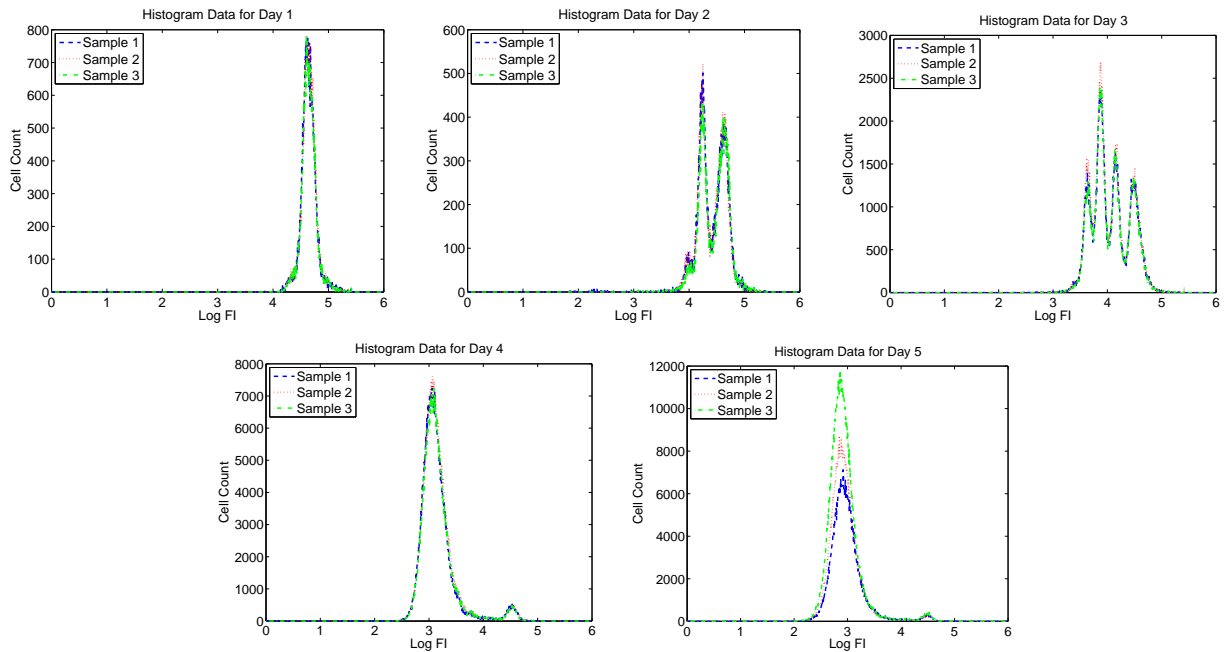 Histogram Data for Day 1
800
700
600
500
400
300
200
100
0
Cell Count
Sample 1
Sample 2
Sample 3
0 1 2 3 4 5 6
Log FI
Histogram Data for Day 2
600
500
400
300
200
100
0
Cell Count
Sample 1
Sample 2
Sample 3
0 1 2 3 4 5 6
Log FI
Histogram Data for Day 3
3000
2500
2000
1500
1000
500
0
Cell Count
Sample 1
Sample 2
Sample 3
0 1 2 3 4 5 6
Log FI
Histogram Data for Day 4
8000
7000
6000
5000
4000
3000
2000
1000
0
Cell Count
Sample 1
Sample 2
Sample 3
0 1 2 3 4 5 6
Log FI
Histogram Data for Day 5
12000
10000
8000
6000
4000
2000
0
Cell Count
Sample 1
Sample 2
Sample 3
0 1 2 3 4 5 6
Log FI